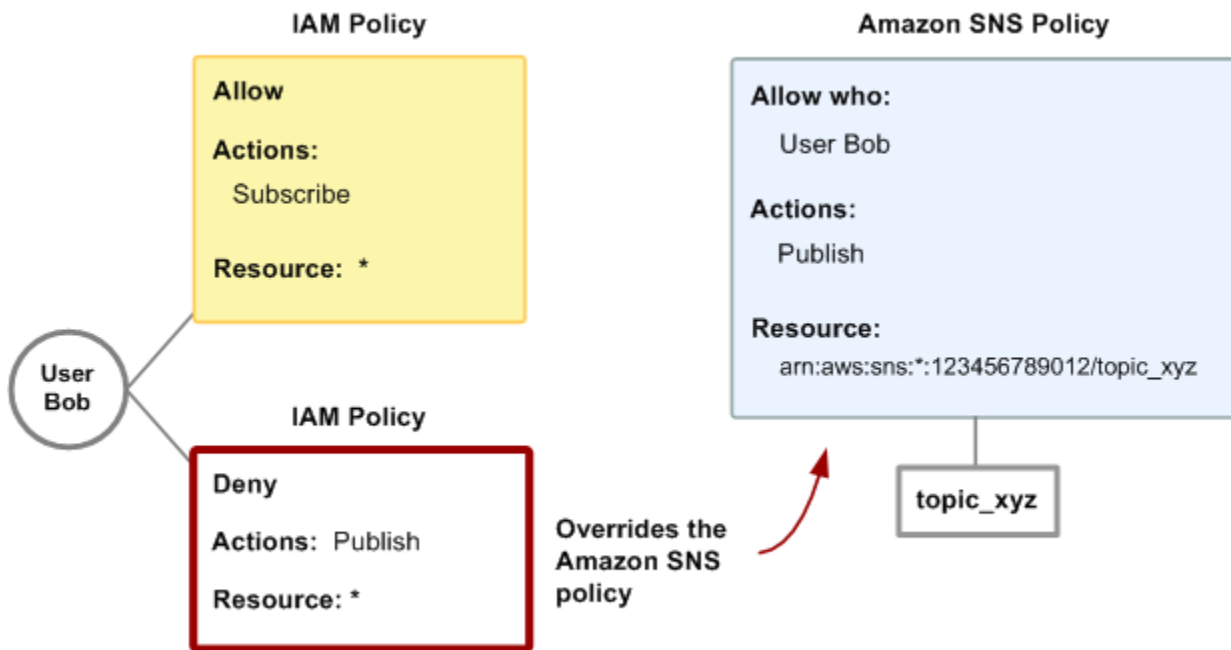 IAM Policy
Allow
Actions:
Subscribe
Resource: *
User
Bob
IAM Policy
Deny
Actions: Publish
Resource: *
Overrides the
Amazon SNS
policy
Amazon SNS Policy
Allow who:
User Bob
Actions:
Publish
Resource:
arn:aws:sns:*:123456789012/topic_xyz
topic_xyz